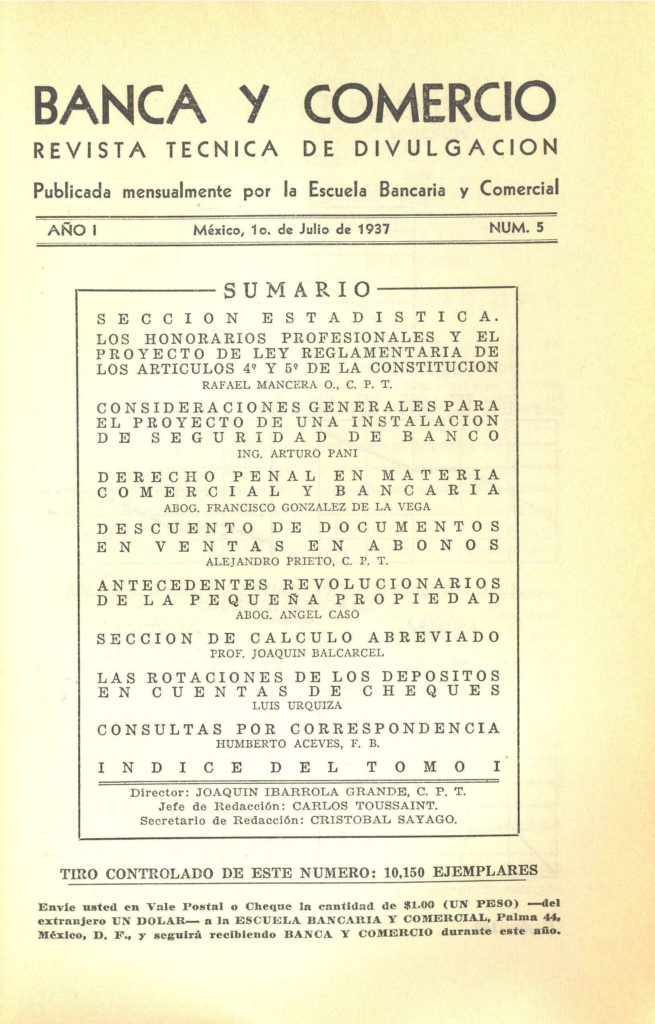 BANCA Y COMERCIO
REVISTA TECNICA DE DIVULGACION
Publicada mensualmente por la Escuela Bancaria y Comercial
AÑO I México, 1o. de Julio de 1937 NUM. 5
SUMARIO
SECCION ESTADISTICA.
LOS HONORARIOS PROFESIONALES Y EL
PROYECTO DE LEY REGLAMENTARIA DE
LOS ARTICULOS 4º Y 5º DE LA CONSTITUCION
RAFAEL MANCERA O., C. P. T.
CONSIDERACIONES GENERALES PARA
EL PROYECTO DE UNA INSTALACION
DE SEGURIDAD DE BANCO
ING. ARTURO PANI
DERECHO PENAL EN MATERIA
COMERCIAL Y BANCARIA
ABOG. FRANCISCO GONZALEZ DE LA VEGA
DESCUENTO DE DOCUMENTOS
EN VENTAS EN ABONOS
ALEJANDRO PRIETO, C. P. T.
ANTECEDENTES REVOLUCIONARIOS
DE LA PEQUEÑA PROPIEDAD
ABOG. ANGEL CASO
SECCION DE CALCULO ABREVIADO
PROF. JOAQUIN BALCARCEL
LAS ROTACIONES DE LOS DEPOSITOS
EN CUENTAS DE CHEQUES
LUIS URQUIZA
CONSULTAS POR CORRESPONDENCIA
HUMBERTO ACEVES, F. B.
INDICE DEL TOMO I
Director: JOAQUIN IBARROLA GRANDE, C. P. T.
Jefe de Redacción: CARLOS TOUSSAINT.
Secretario de Redacción: CRISTOBAL SAYAGO.
TIRO CONTROLADO DE ESTE NUMERO: 10,150 EJEMPLARES
Envíe usted en Vale Postal o Cheque la cantidad de $1.00 (UN PESO) —del
extranjero UN DOLAR— a la ESCUELA BANCARIA Y COMERCIAL, Palma 44,
México, D. F., y seguirá recibiendo BANCA Y COMERCIO durante este año.